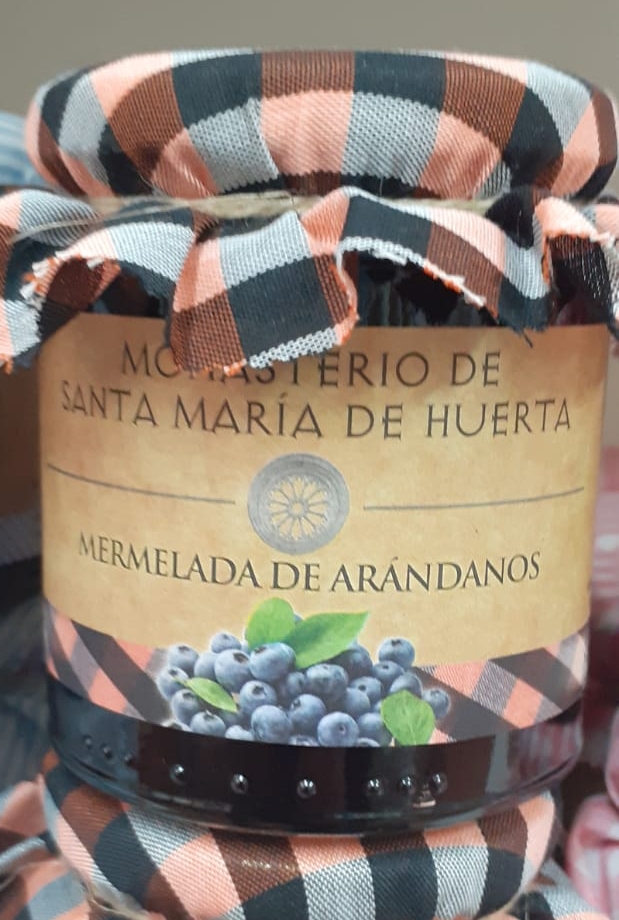 MONASTERIO DE
SANTA MARÍA DE HUERTA
MERMELADA DE ARÁNDANOS